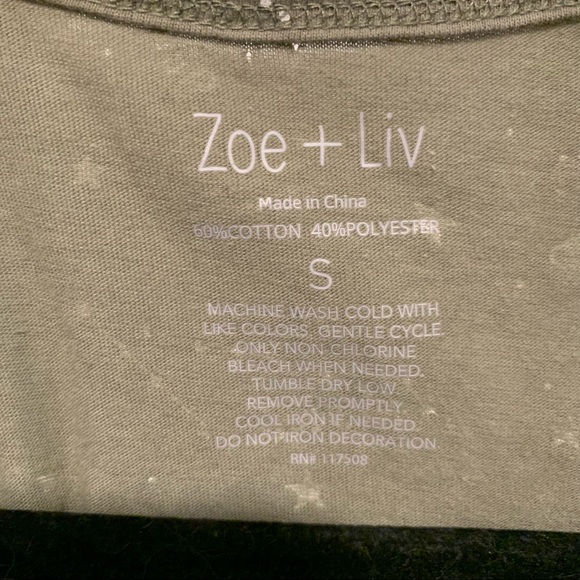 Zoe + Liv
Made in China
60%COTTON 40%POLYESTER
S
MACHINE WASH COLD WITH
LIKE COLORS. GENTLE CYCLE.
ONLY NON CHLORINE
BLEACH WHEN NEEDED.
TUMBLE DRY LOW
REMOVE PROMPTLY.
COOL IRON IF NEEDED
DO NOT IRON DECORATION
RN# 117508